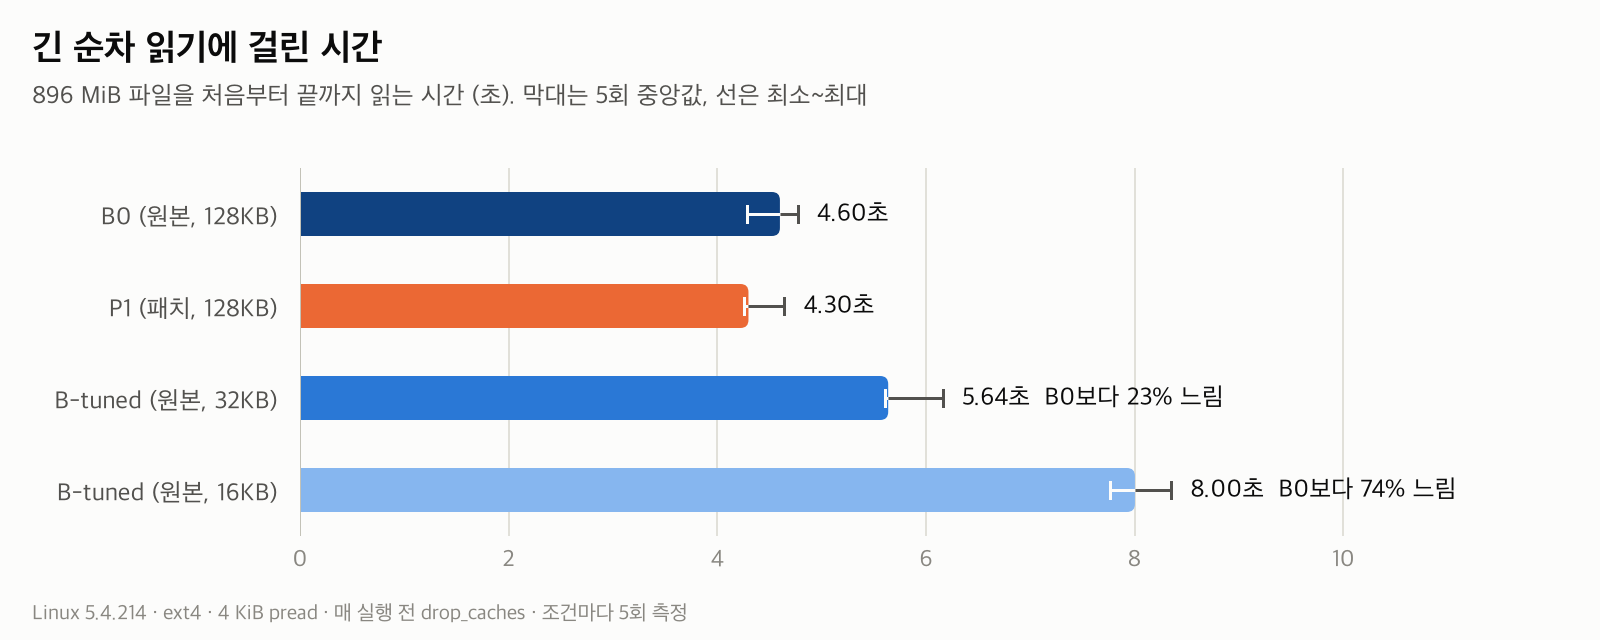 긴 순차 읽기에 걸린 시간
896 MiB 파일을 처음부터 끝까지 읽는 시간 (초). 막대는 5회 중앙값, 선은 최소~최대
B0 (원본, 128KB) 4.60초
P1 (패치, 128KB) 4.30초
B-tuned (원본, 32KB) 5.64초 B0보다 23% 느림
B-tuned (원본, 16KB) 8.00초 B0보다 74% 느림
0 2 4 6 8 10
Linux 5.4.214 · ext4 · 4 KiB pread · 매 실행 전 drop_caches · 조건마다 5회 측정